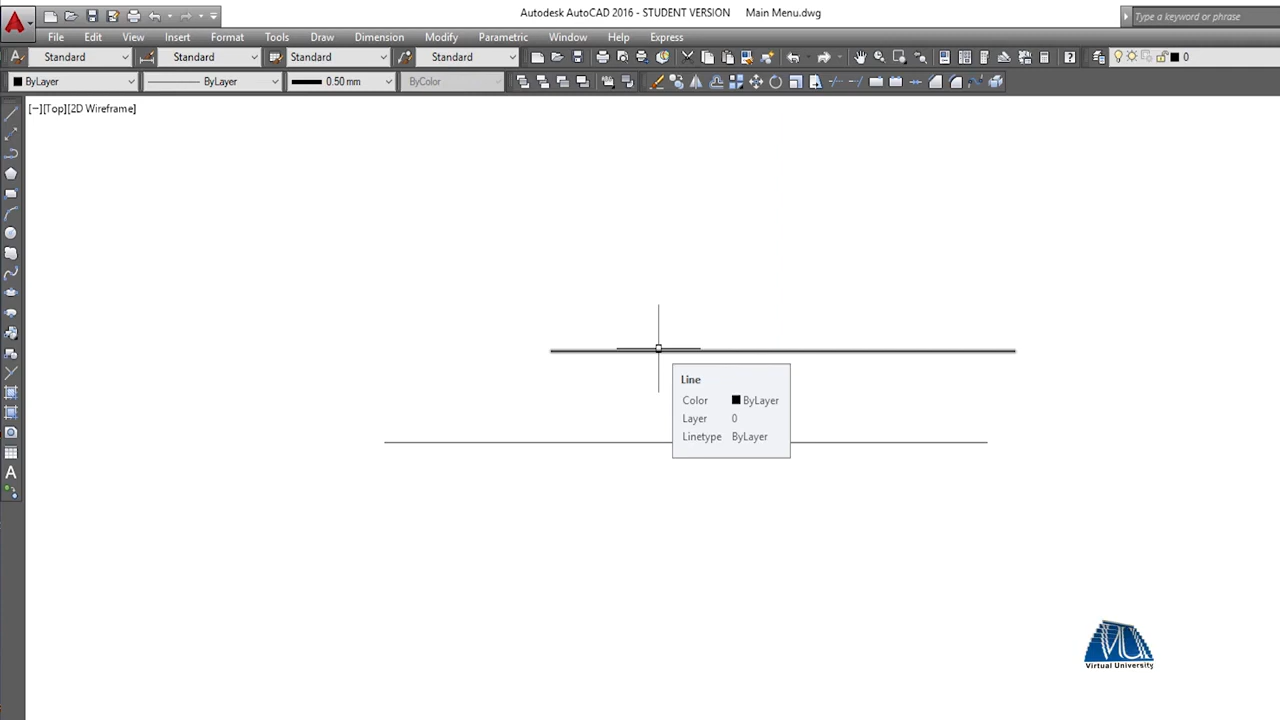 Autodesk AutoCAD 2016 - STUDENT VERSION Main Menu.dwg
Type a keyword or phrase
File Edit View Insert Format Tools Draw Dimension Modify Parametric Window Help Express
Standard Standard Standard Standard 0
ByLayer ByLayer 0.50 mm ByColor
[−][Top][2D Wireframe]
Line
Color ByLayer
Layer 0
Linetype ByLayer
A
VU
Virtual University